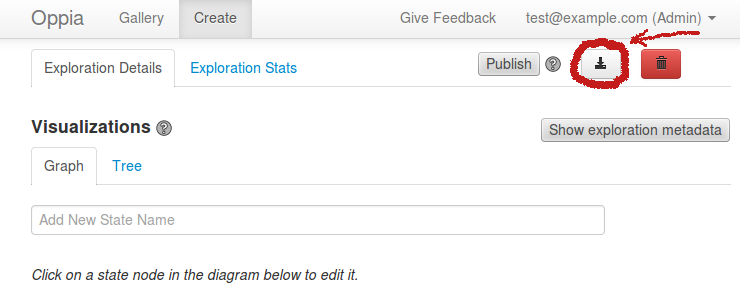 Oppia Gallery Create Give Feedback test@example.com (Admin)
Exploration Details Exploration Stats Publish ?
Visualizations ?
Show exploration metadata
Graph Tree
Add New State Name
Click on a state node in the diagram below to edit it.